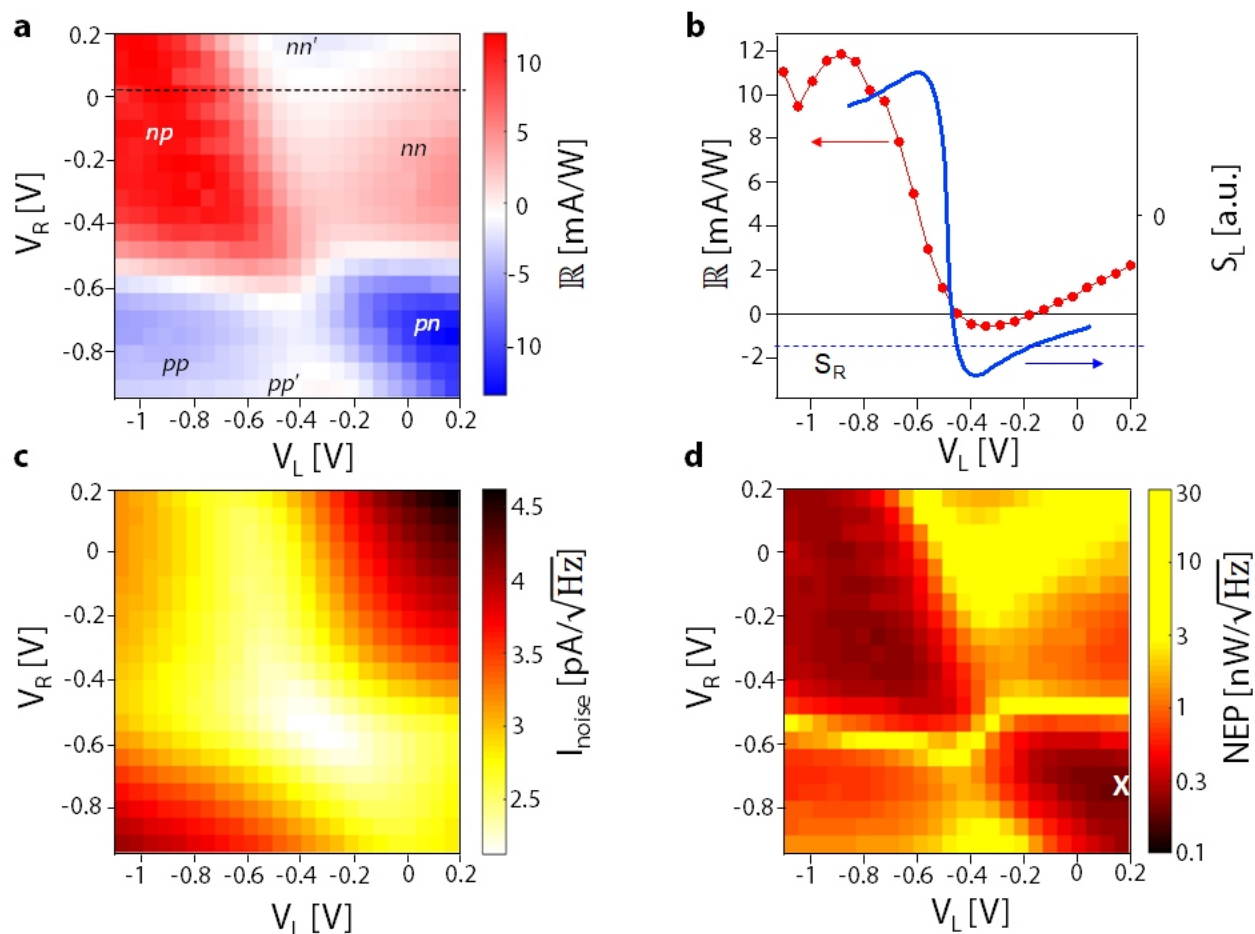 a
0.2
0
-0.2
-0.4
-0.6
-0.8
V_R [V]
nn'
np
nn
pn
pp
pp'
-1 -0.8 -0.6 -0.4 -0.2 0 0.2
V_L [V]
10
5
0
-5
-10
ℝ [mA/W]
b
12
10
8
6
4
2
0
-2
ℝ [mA/W]
S_R
0
S_L [a.u.]
-1 -0.8 -0.6 -0.4 -0.2 0 0.2
V_L [V]
c
0.2
0
-0.2
-0.4
-0.6
-0.8
V_R [V]
-1 -0.8 -0.6 -0.4 -0.2 0 0.2
V_L [V]
4.5
4
3.5
3
2.5
I_noise [pA/√Hz]
d
0.2
0
-0.2
-0.4
-0.6
-0.8
V_R [V]
X
-1 -0.8 -0.6 -0.4 -0.2 0 0.2
V_L [V]
30
10
3
1
0.3
0.1
NEP [nW/√Hz]